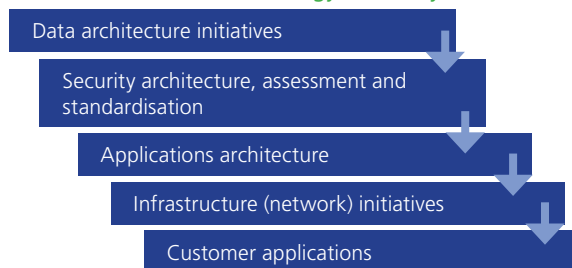 Data architecture initiatives
Security architecture, assessment and
standardisation
Applications architecture
Infrastructure (network) initiatives
Customer applications